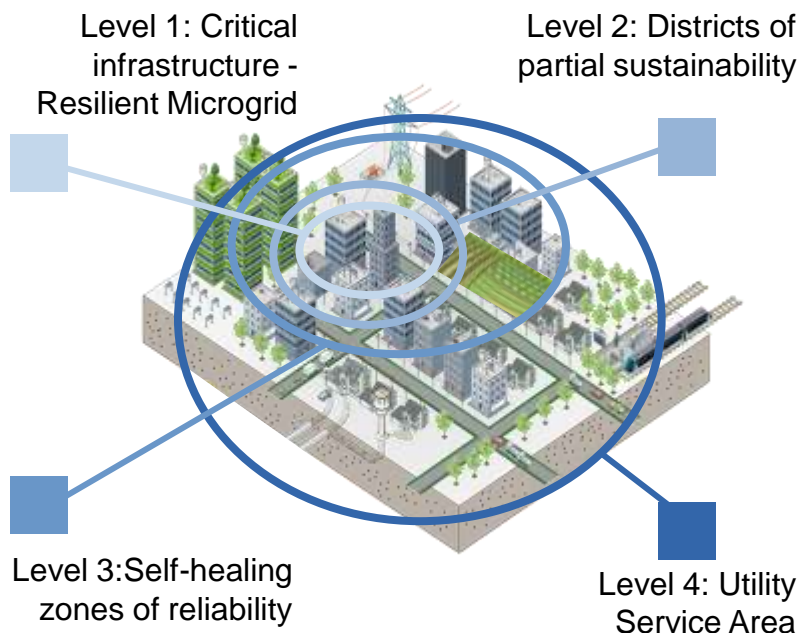 Level 1: Critical
infrastructure -
Resilient Microgrid
Level 2: Districts of
partial sustainability
Level 3:Self-healing
zones of reliability
Level 4: Utility
Service Area